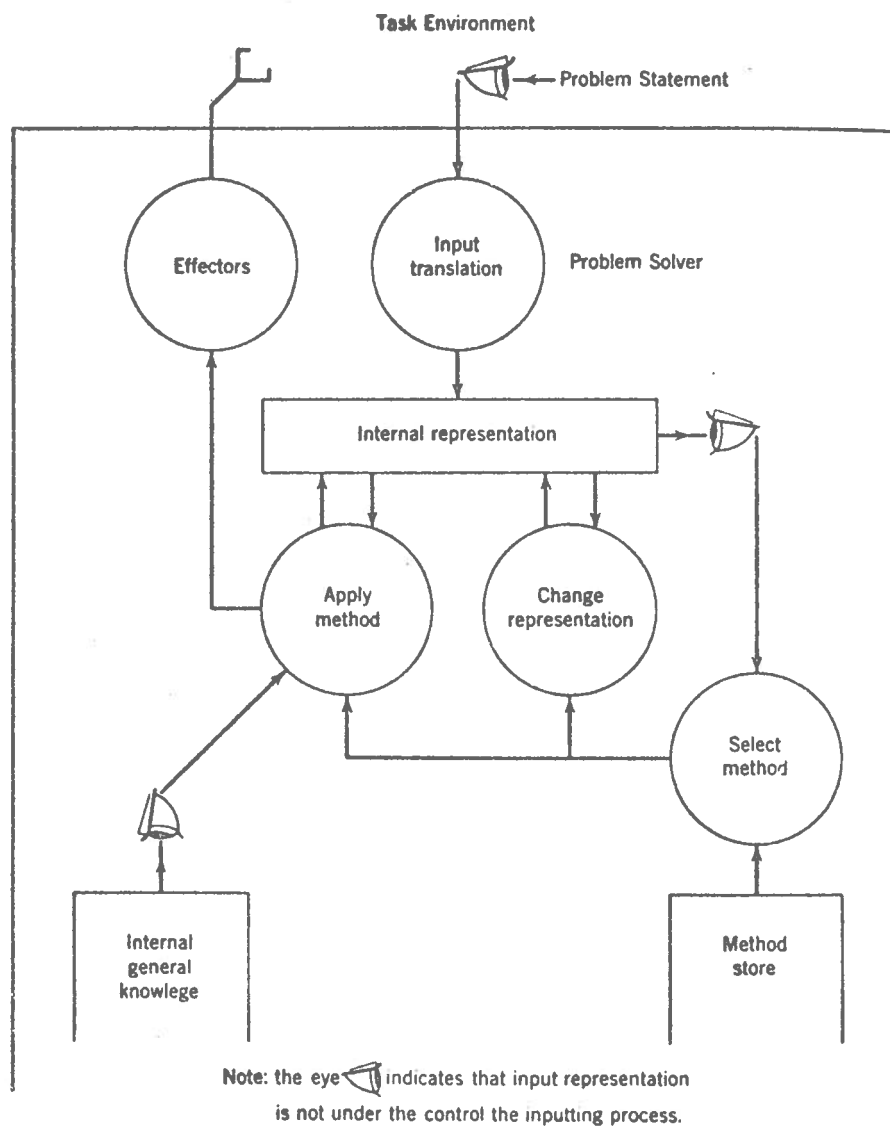 Task Environment
Problem Statement
Effectors
Input
translation
Problem Solver
Internal representation
Apply
method
Change
representation
Select
method
Internal
general
knowlege
Method
store
Note: the eye indicates that input representation
is not under the control the inputting process.